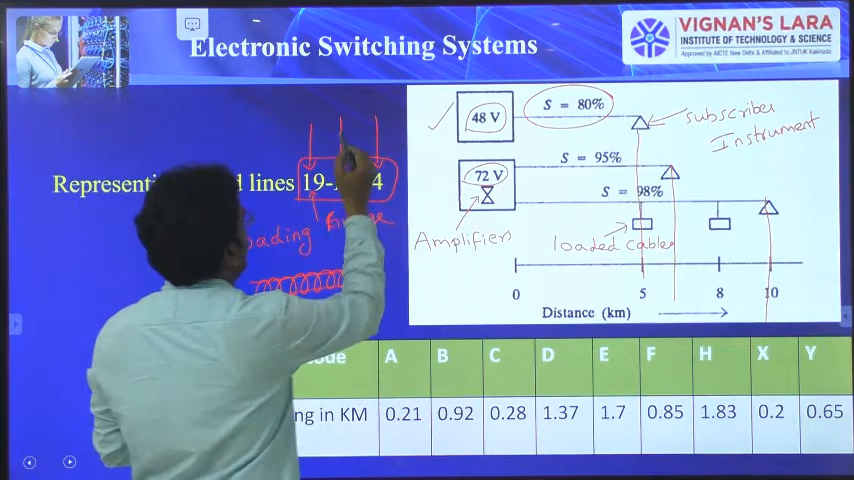 Electronic Switching Systems
VIGNAN'S LARA
INSTITUTE OF TECHNOLOGY & SCIENCE
Approved by AICTE New Delhi & Affiliated to JNTUK Kakinada
48 V
S = 80%
subscriber
Instrument
S = 95%
72 V
S = 98%
Amplifiers
loaded cables
0 5 8 10
Distance (km)
lines 19-
4
A B C D E F H X Y
in KM 0.21 0.92 0.28 1.37 1.7 0.85 1.83 0.2 0.65